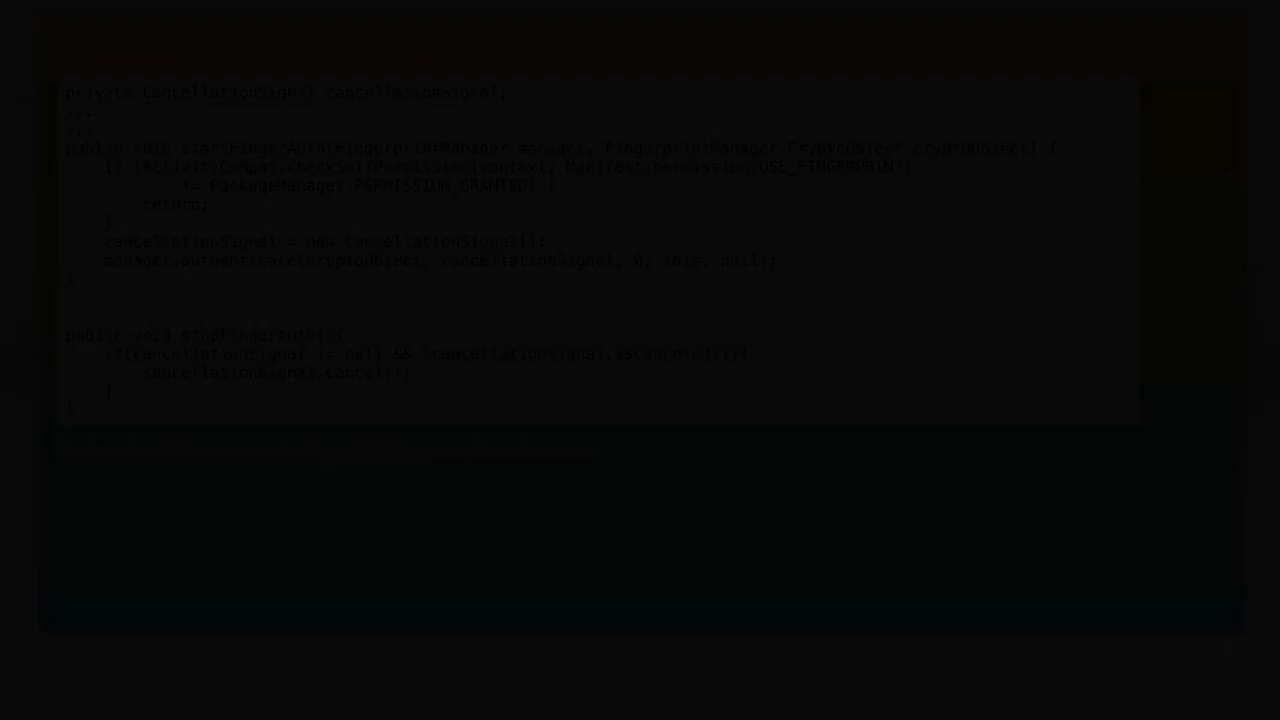 private CancellationSignal cancellationSignal;
...
...
public void startFingerAuth(FingerprintManager manager, FingerprintManager.CryptoObject cryptoObject) {
if (ActivityCompat.checkSelfPermission(context, Manifest.permission.USE_FINGERPRINT)
!= PackageManager.PERMISSION_GRANTED) {
return;
}
cancellationSignal = new CancellationSignal();
manager.authenticate(cryptoObject, cancellationSignal, 0, this, null);
}
public void stopFingerAuth(){
if(cancellationSignal != null && !cancellationSignal.isCanceled()){
cancellationSignal.cancel();
}
}